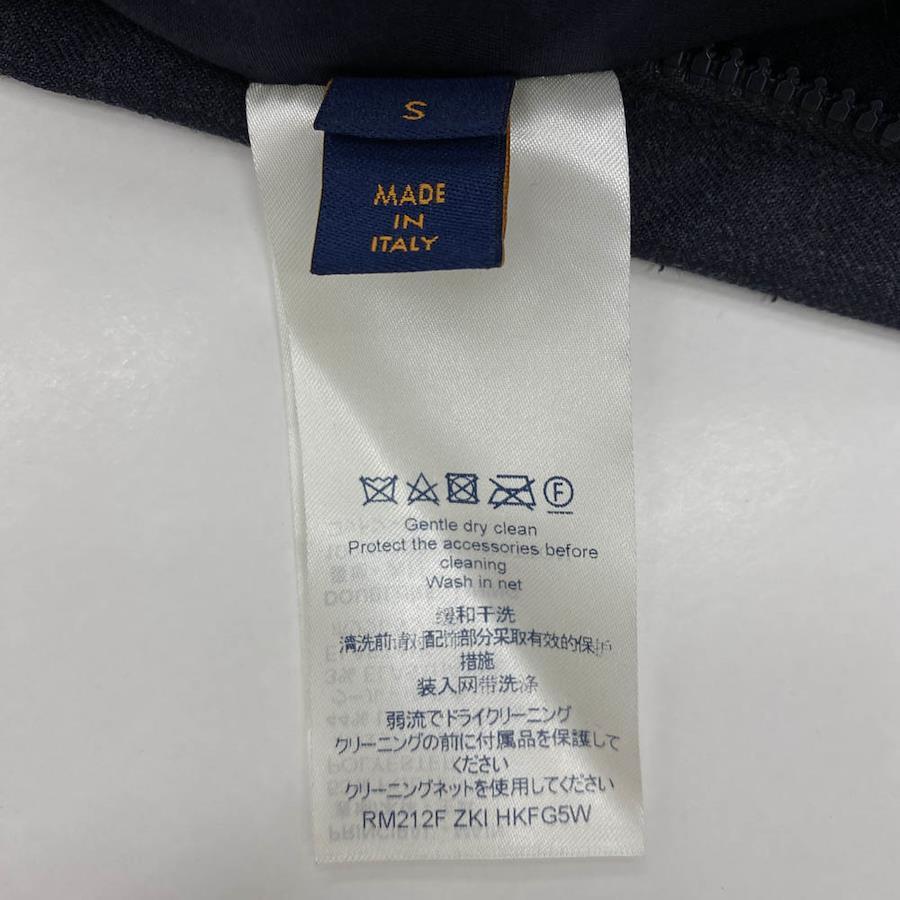 S
MADE
IN
ITALY
F
Gentle dry clean
Protect the accessories before
cleaning
Wash in net
缓和干洗
清洗前请对配饰部分采取有效的保护
措施
装入网带洗涤
弱流でドライクリーニング
クリーニングの前に付属品を保護して
ください
クリーニングネットを使用してください
RM212F ZKI HKFG5W